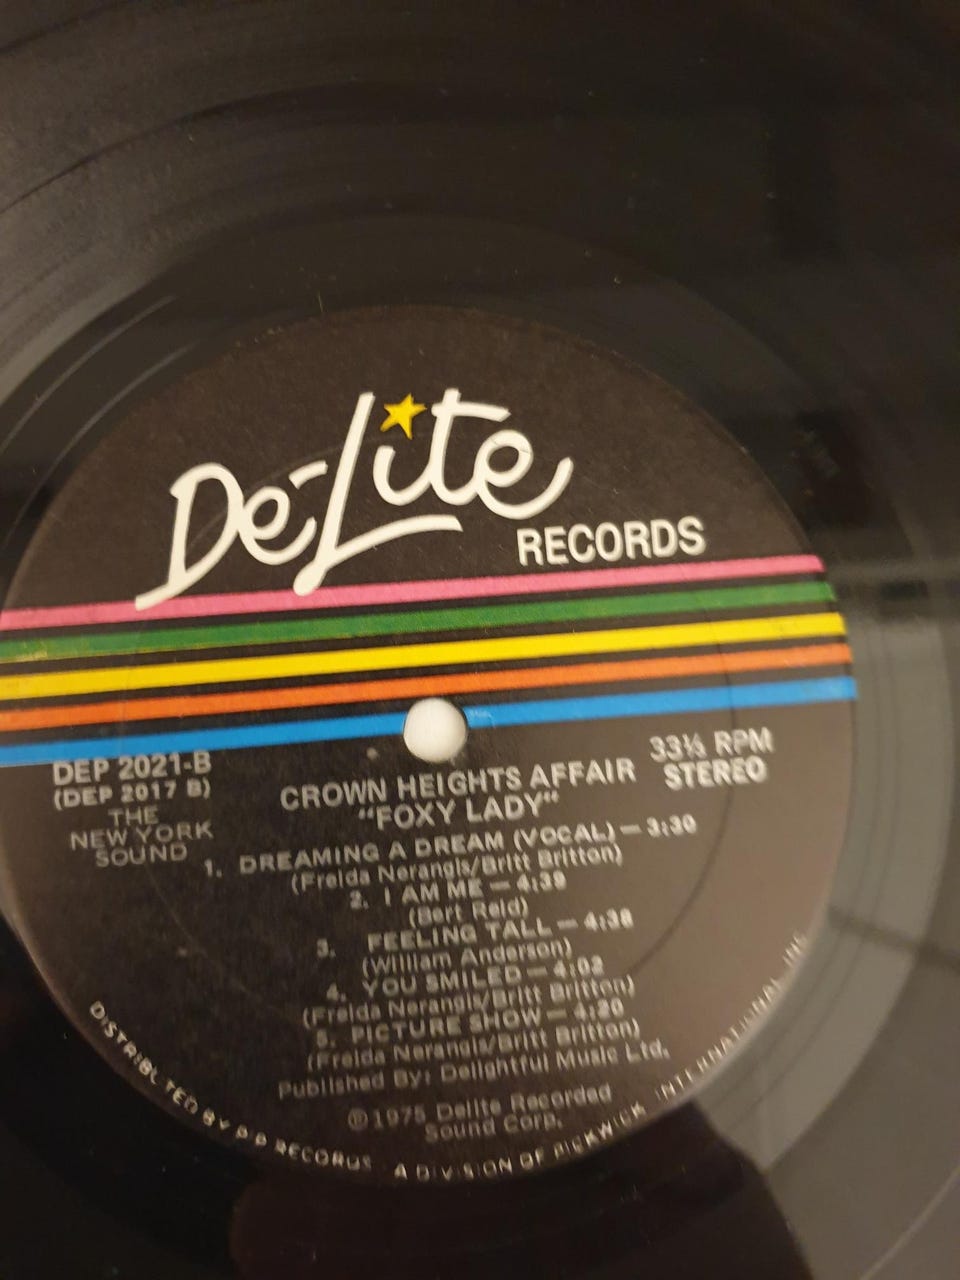 De-Lite
RECORDS
DEP 2021-B
(DEP 2017 B)
THE
NEW YORK
SOUND
33⅓ RPM
STEREO
CROWN HEIGHTS AFFAIR
"FOXY LADY"
1. DREAMING A DREAM (VOCAL) — 3:30
(Freida Nerangis/Britt Britton)
2. I AM ME — 4:39
(Bert Reid)
3. FEELING TALL — 4:38
(William Anderson)
4. YOU SMILED — 4:02
(Freida Nerangis/Britt Britton)
5. PICTURE SHOW — 4:20
(Freida Nerangis/Britt Britton)
Published By: Delightful Music Ltd.
℗1975 Delite Recorded
Sound Corp.
DISTRIBUTED BY P.I.P. RECORDS A DIVISION OF PICKWICK INTERNATIONAL, INC.